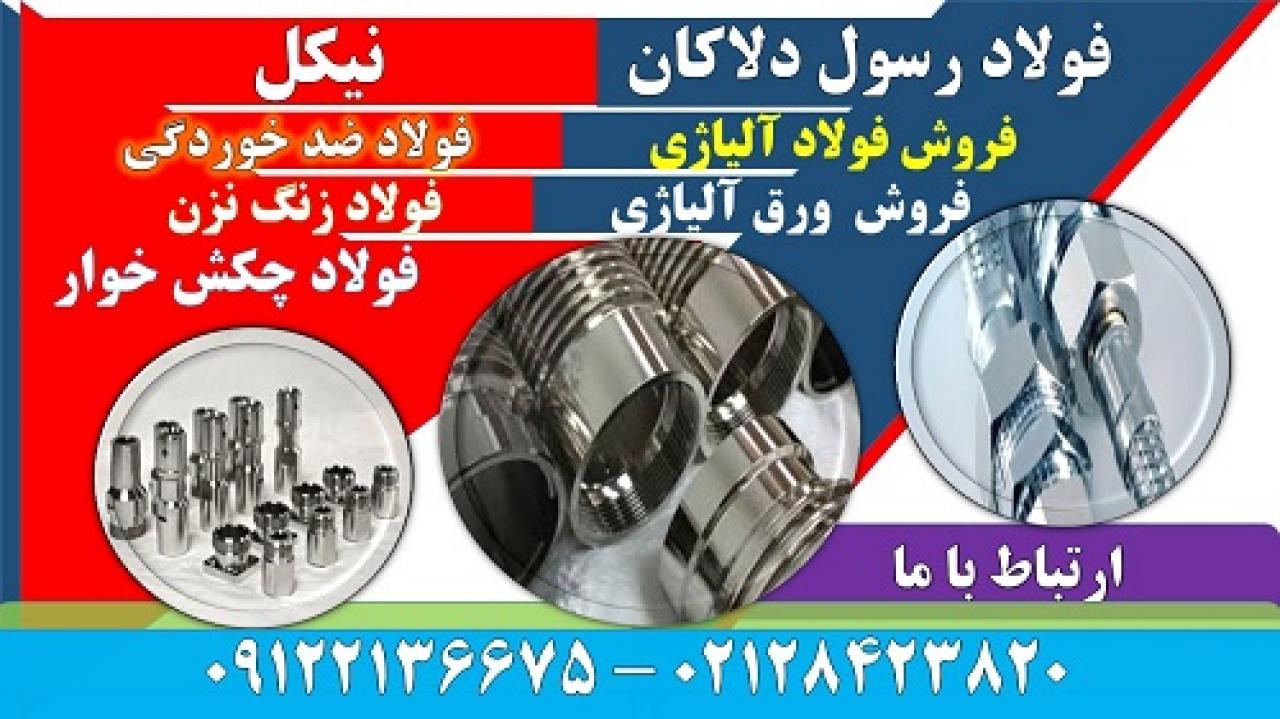 فولاد رسول دلاکان
فروش فولاد آلیاژی
فروش ورق آلیاژی
نیکل
فولاد ضد خوردگی
فولاد زنگ نزن
فولاد چکش خوار
ارتباط با ما
۰۲۱۲۸۴۲۳۸۲۰ – ۰۹۱۲۲۱۳۶۶۷۵